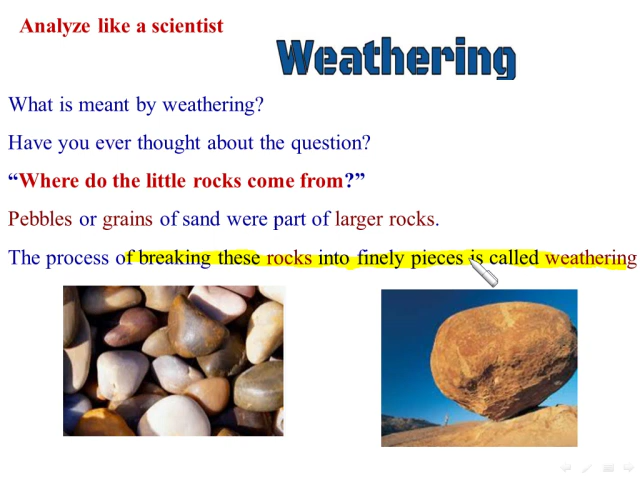 Analyze like a scientist
Weathering
What is meant by weathering?
Have you ever thought about the question?
“Where do the little rocks come from?”
Pebbles or grains of sand were part of larger rocks.
The process of breaking these rocks into finely pieces is called weathering